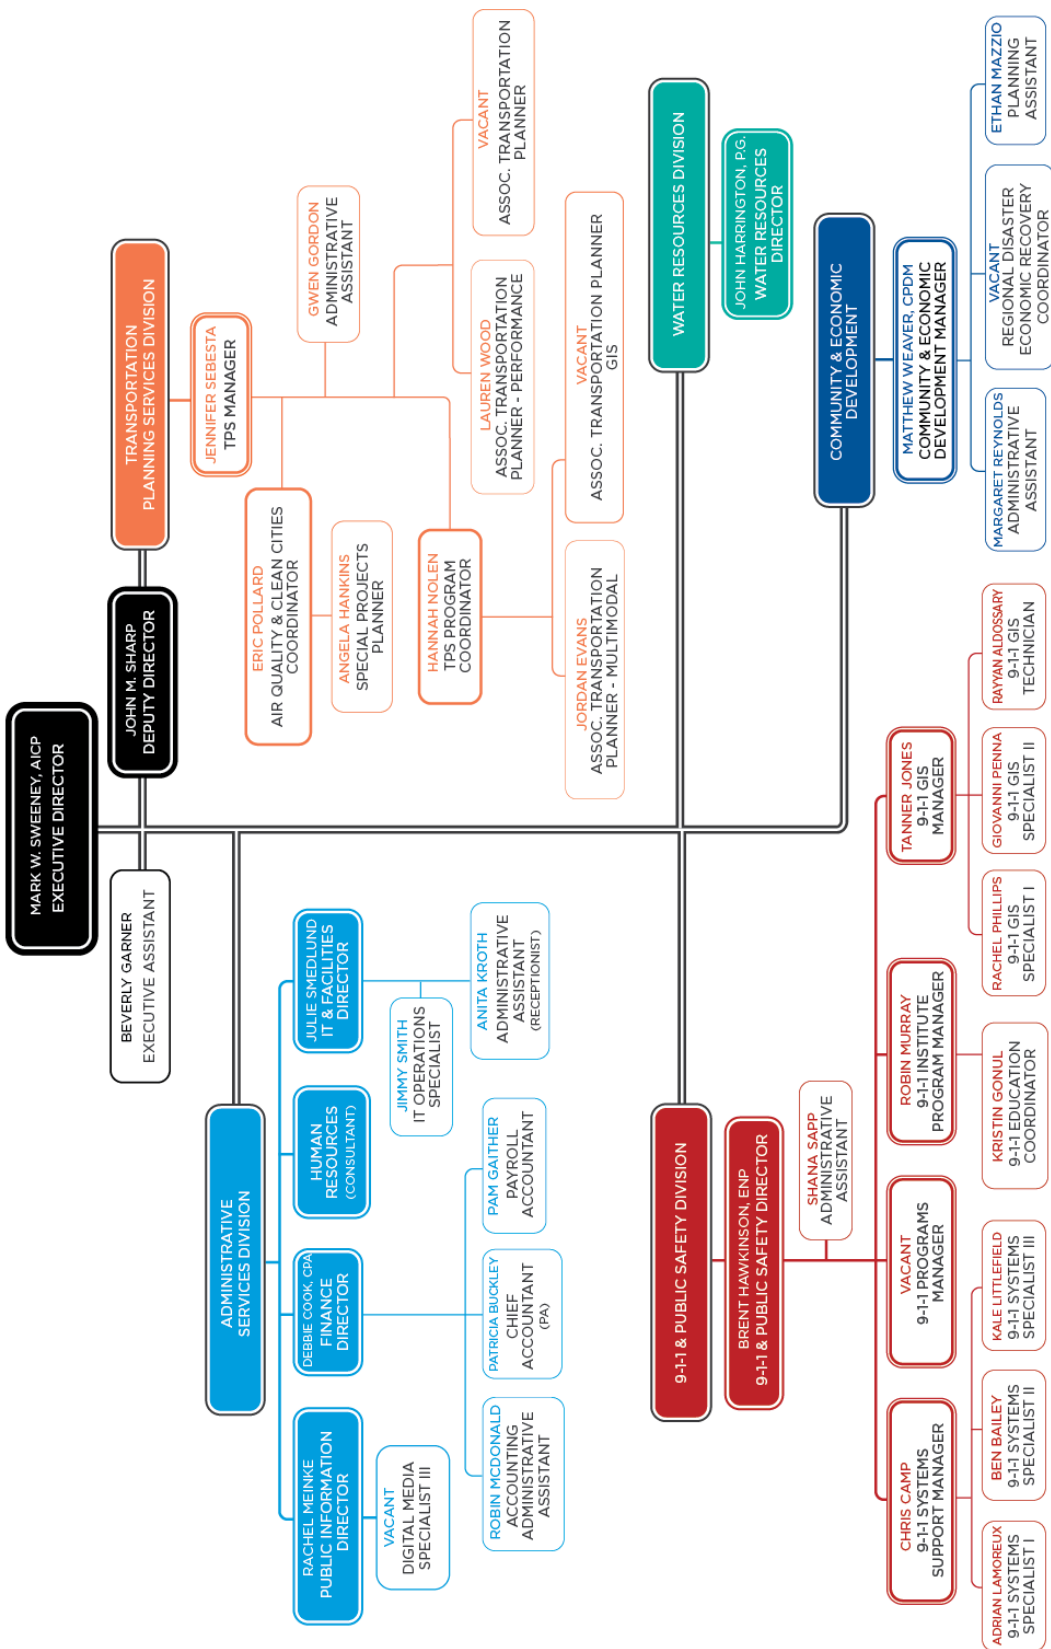 MARK W. SWEENEY, AICP
EXECUTIVE DIRECTOR
BEVERLY GARNER
EXECUTIVE ASSISTANT
JOHN M. SHARP
DEPUTY DIRECTOR
ADMINISTRATIVE
SERVICES DIVISION
RACHEL MEINKE
PUBLIC INFORMATION
DIRECTOR
VACANT
DIGITAL MEDIA
SPECIALIST III
DEBBIE COOK, CPA
FINANCE
DIRECTOR
ROBIN MCDONALD
ACCOUNTING
ADMINISTRATIVE
ASSISTANT
PATRICIA BUCKLEY
CHIEF
ACCOUNTANT
(PA)
PAM GAITHER
PAYROLL
ACCOUNTANT
HUMAN
RESOURCES
(CONSULTANT)
JULIE SMEDLUND
IT & FACILITIES
DIRECTOR
JIMMY SMITH
IT OPERATIONS
SPECIALIST
ANITA KROTH
ADMINISTRATIVE
ASSISTANT
(RECEPTIONIST)
TRANSPORTATION
PLANNING SERVICES DIVISION
JENNIFER SEBESTA
TPS MANAGER
ERIC POLLARD
AIR QUALITY & CLEAN CITIES
COORDINATOR
ANGELA HANKINS
SPECIAL PROJECTS
PLANNER
GWEN GORDON
ADMINISTRATIVE
ASSISTANT
HANNAH NOLEN
TPS PROGRAM
COORDINATOR
LAUREN WOOD
ASSOC. TRANSPORTATION
PLANNER - PERFORMANCE
VACANT
ASSOC. TRANSPORTATION
PLANNER
JORDAN EVANS
ASSOC. TRANSPORTATION
PLANNER - MULTIMODAL
VACANT
ASSOC. TRANSPORTATION PLANNER
GIS
9-1-1 & PUBLIC SAFETY DIVISION
BRENT HAWKINSON, ENP
9-1-1 & PUBLIC SAFETY DIRECTOR
SHANA SAPP
ADMINISTRATIVE
ASSISTANT
CHRIS CAMP
9-1-1 SYSTEMS
SUPPORT MANAGER
ADRIAN LAMOREUX
9-1-1 SYSTEMS
SPECIALIST I
BEN BAILEY
9-1-1 SYSTEMS
SPECIALIST II
KALE LITTLEFIELD
9-1-1 SYSTEMS
SPECIALIST III
VACANT
9-1-1 PROGRAMS
MANAGER
ROBIN MURRAY
9-1-1 INSTITUTE
PROGRAM MANAGER
KRISTIN GONUL
9-1-1 EDUCATION
COORDINATOR
TANNER JONES
9-1-1 GIS
MANAGER
RACHEL PHILLIPS
9-1-1 GIS
SPECIALIST I
GIOVANNI PENNA
9-1-1 GIS
SPECIALIST II
RAYYAN ALDOSSARY
9-1-1 GIS
TECHNICIAN
WATER RESOURCES DIVISION
JOHN HARRINGTON, P.G.
WATER RESOURCES
DIRECTOR
COMMUNITY & ECONOMIC
DEVELOPMENT
MATTHEW WEAVER, CPDM
COMMUNITY & ECONOMIC
DEVELOPMENT MANAGER
MARGARET REYNOLDS
ADMINISTRATIVE
ASSISTANT
VACANT
REGIONAL DISASTER
ECONOMIC RECOVERY
COORDINATOR
ETHAN MAZZIO
PLANNING
ASSISTANT